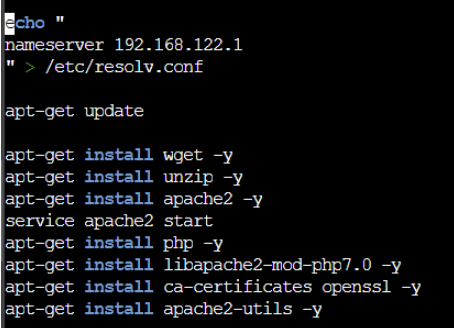 echo "
nameserver 192.168.122.1
" > /etc/resolv.conf
apt-get update
apt-get install wget -y
apt-get install unzip -y
apt-get install apache2 -y
service apache2 start
apt-get install php -y
apt-get install libapache2-mod-php7.0 -y
apt-get install ca-certificates openssl -y
apt-get install apache2-utils -y